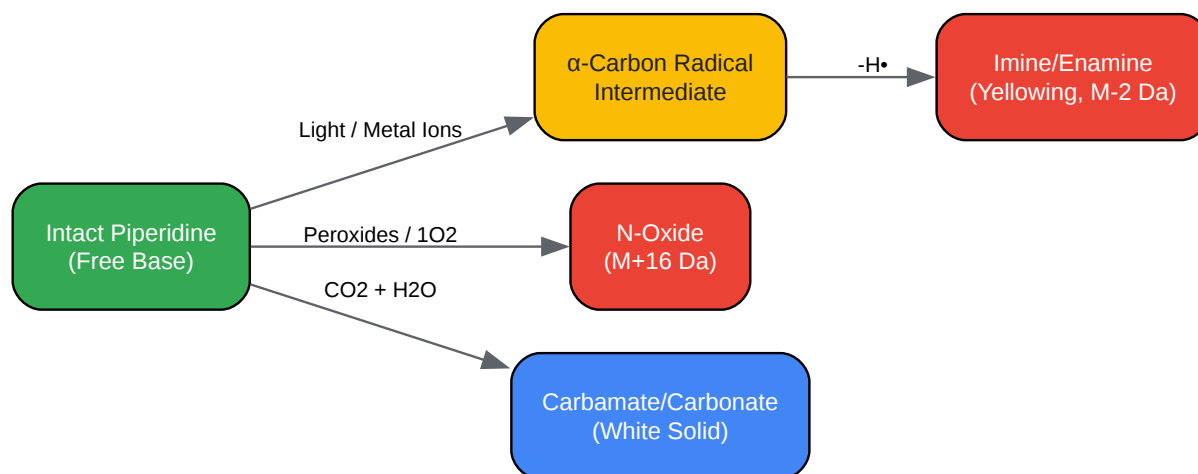 α-Carbon Radical
Intermediate
-H•
Imine/Enamine
(Yellowing, M-2 Da)
Light / Metal Ions
Intact Piperidine
(Free Base)
Peroxides / 1O2
N-Oxide
(M+16 Da)
CO2 + H2O
Carbamate/Carbonate
(White Solid)